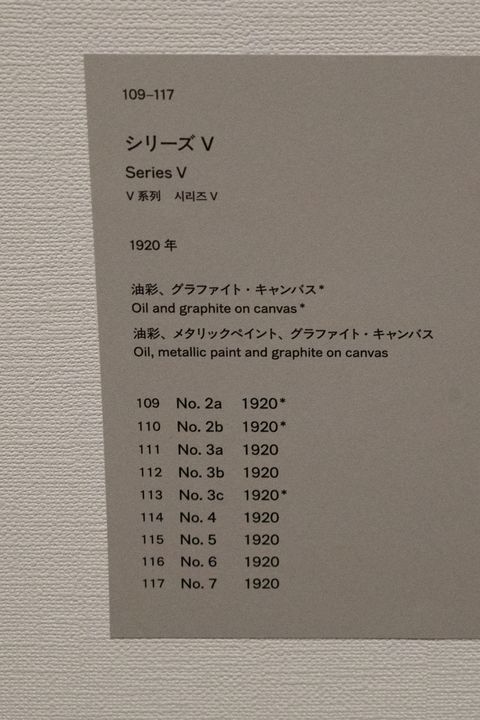 109–117
シリーズ V
Series V
V 系列 시리즈 V
1920 年
油彩、グラファイト・キャンバス*
Oil and graphite on canvas*
油彩、メタリックペイント、グラファイト・キャンバス
Oil, metallic paint and graphite on canvas
109 No. 2a 1920*
110 No. 2b 1920*
111 No. 3a 1920
112 No. 3b 1920
113 No. 3c 1920*
114 No. 4 1920
115 No. 5 1920
116 No. 6 1920
117 No. 7 1920